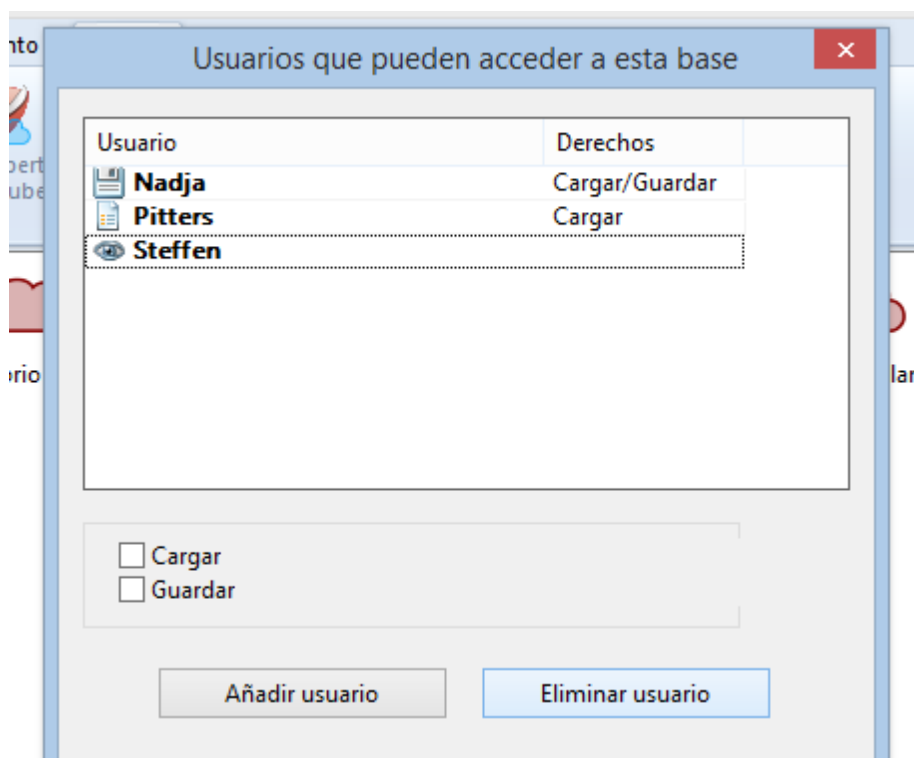 nto
Usuarios que pueden acceder a esta base
Usuario Derechos
Nadja Cargar/Guardar
Pitters Cargar
Steffen
Cargar
Guardar
Añadir usuario Eliminar usuario